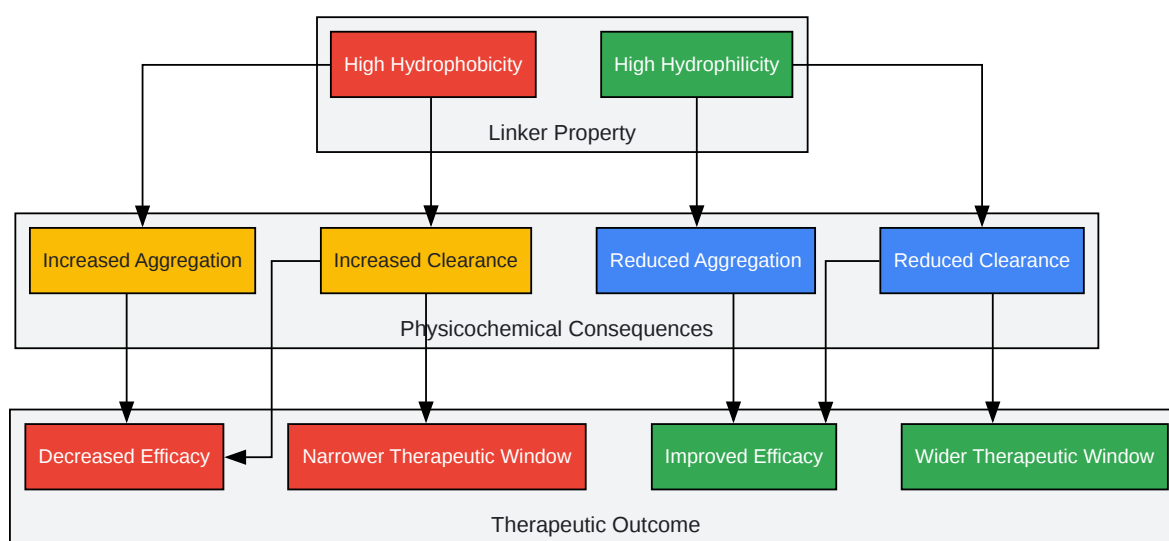 High Hydrophobicity
High Hydrophilicity
Linker Property
Increased Aggregation
Increased Clearance
Reduced Aggregation
Reduced Clearance
Physicochemical Consequences
Decreased Efficacy
Narrower Therapeutic Window
Improved Efficacy
Wider Therapeutic Window
Therapeutic Outcome